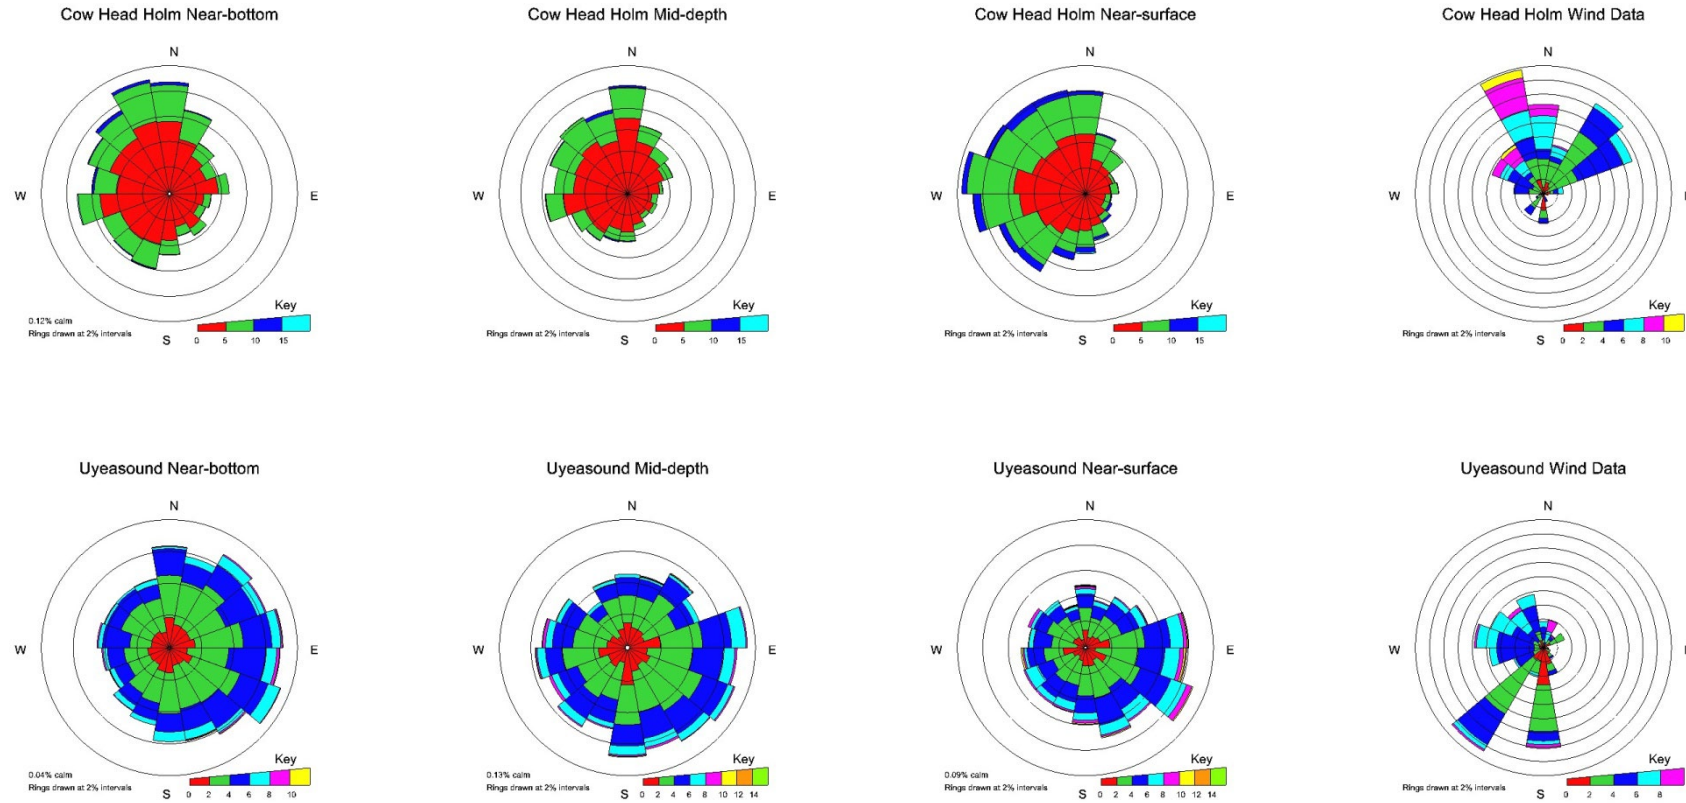 Cow Head Holm Near-bottom
Cow Head Holm Mid-depth
Cow Head Holm Near-surface
Cow Head Holm Wind Data
N
N
N
N
W
E
W
E
W
E
W
E
Key
Key
Key
Key
0.12% calm
Rings drawn at 2% intervals
0 5 10 15
Rings drawn at 2% intervals
0 5 10 15
Rings drawn at 2% intervals
0 5 10 15
Rings drawn at 2% intervals
0 2 4 6 8 10
S
S
S
S
Uyeasound Near-bottom
Uyeasound Mid-depth
Uyeasound Near-surface
Uyeasound Wind Data
N
N
N
N
W
E
W
E
W
E
W
E
Key
Key
Key
Key
0.04% calm
Rings drawn at 2% intervals
0 2 4 6 8 10
0.13% calm
Rings drawn at 2% intervals
0 2 4 6 8 10 12 14
0.09% calm
Rings drawn at 2% intervals
0 2 4 6 8 10 12 14
Rings drawn at 2% intervals
0 2 4 6 8
S
S
S
S